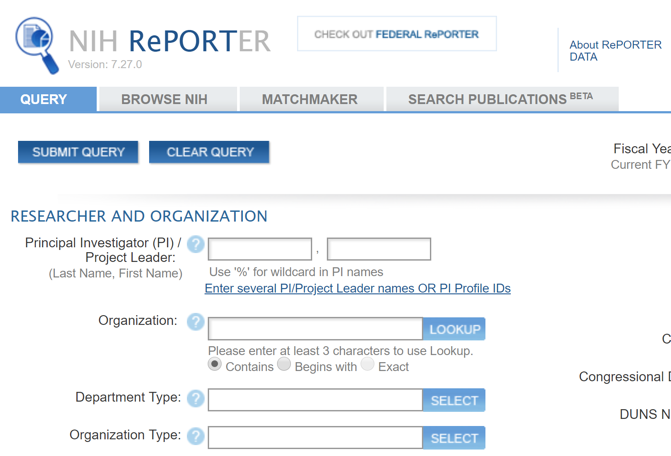 NIH RePORTER
Version: 7.27.0
CHECK OUT FEDERAL RePORTER
About RePORTER
DATA
QUERY
BROWSE NIH
MATCHMAKER
SEARCH PUBLICATIONS BETA
SUBMIT QUERY
CLEAR QUERY
Fiscal Yea
Current FY
RESEARCHER AND ORGANIZATION
Principal Investigator (PI) /
Project Leader:
(Last Name, First Name)
? ,
Use '%' for wildcard in PI names
Enter several PI/Project Leader names OR PI Profile IDs
Organization: ? LOOKUP
Please enter at least 3 characters to use Lookup.
Contains Begins with Exact
C
Department Type: ? SELECT
Congressional D
Organization Type: ? SELECT
DUNS N